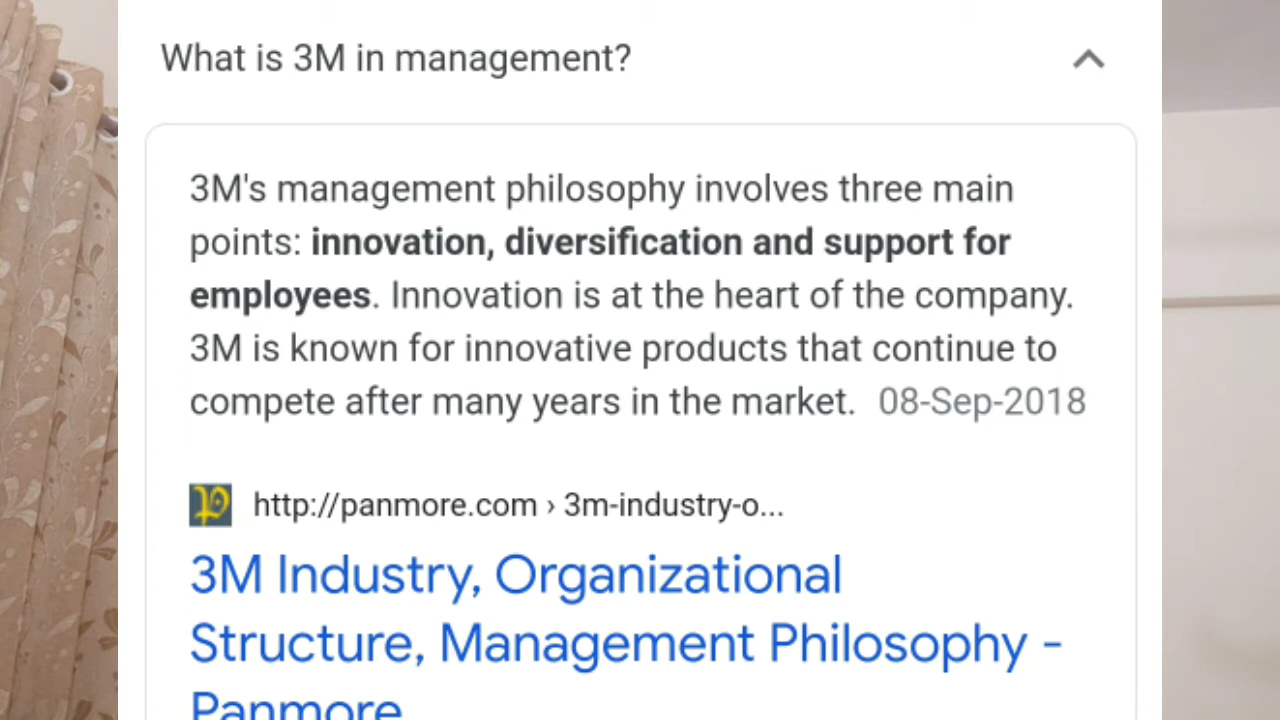 What is 3M in management?
3M's management philosophy involves three main
points: innovation, diversification and support for
employees. Innovation is at the heart of the company.
3M is known for innovative products that continue to
compete after many years in the market. 08-Sep-2018
http://panmore.com › 3m-industry-o...
3M Industry, Organizational
Structure, Management Philosophy -
Panmore